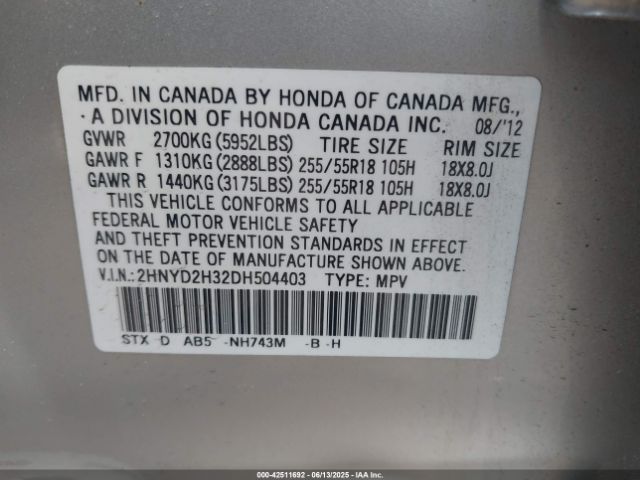 MFD. IN CANADA BY HONDA OF CANADA MFG.,
·A DIVISION OF HONDA CANADA INC. 08/'12
GVWR 2700KG (5952LBS) TIRE SIZE RIM SIZE
GAWR F 1310KG (2888LBS) 255/55R18 105H 18X8.0J
GAWR R 1440KG (3175LBS) 255/55R18 105H 18X8.0J
THIS VEHICLE CONFORMS TO ALL APPLICABLE
FEDERAL MOTOR VEHICLE SAFETY
AND THEFT PREVENTION STANDARDS IN EFFECT
ON THE DATE OF MANUFACTURE SHOWN ABOVE.
V.I.N.: 2HNYD2H32DH504403 TYPE: MPV
STX D AB5 -NH743M -B -H
000-42511692 - 06/13/2025 - IAA Inc.